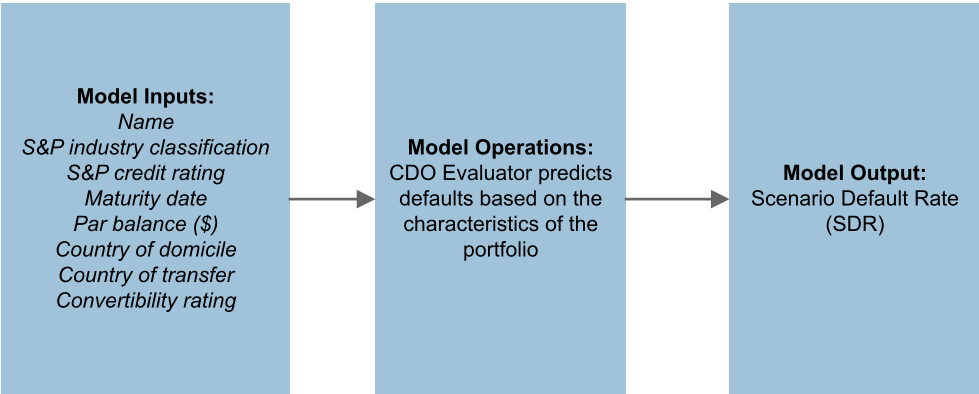 Model Inputs:
Name
S&P industry classification
S&P credit rating
Maturity date
Par balance ($)
Country of domicile
Country of transfer
Convertibility rating
Model Operations:
CDO Evaluator predicts
defaults based on the
characteristics of the
portfolio
Model Output:
Scenario Default Rate
(SDR)